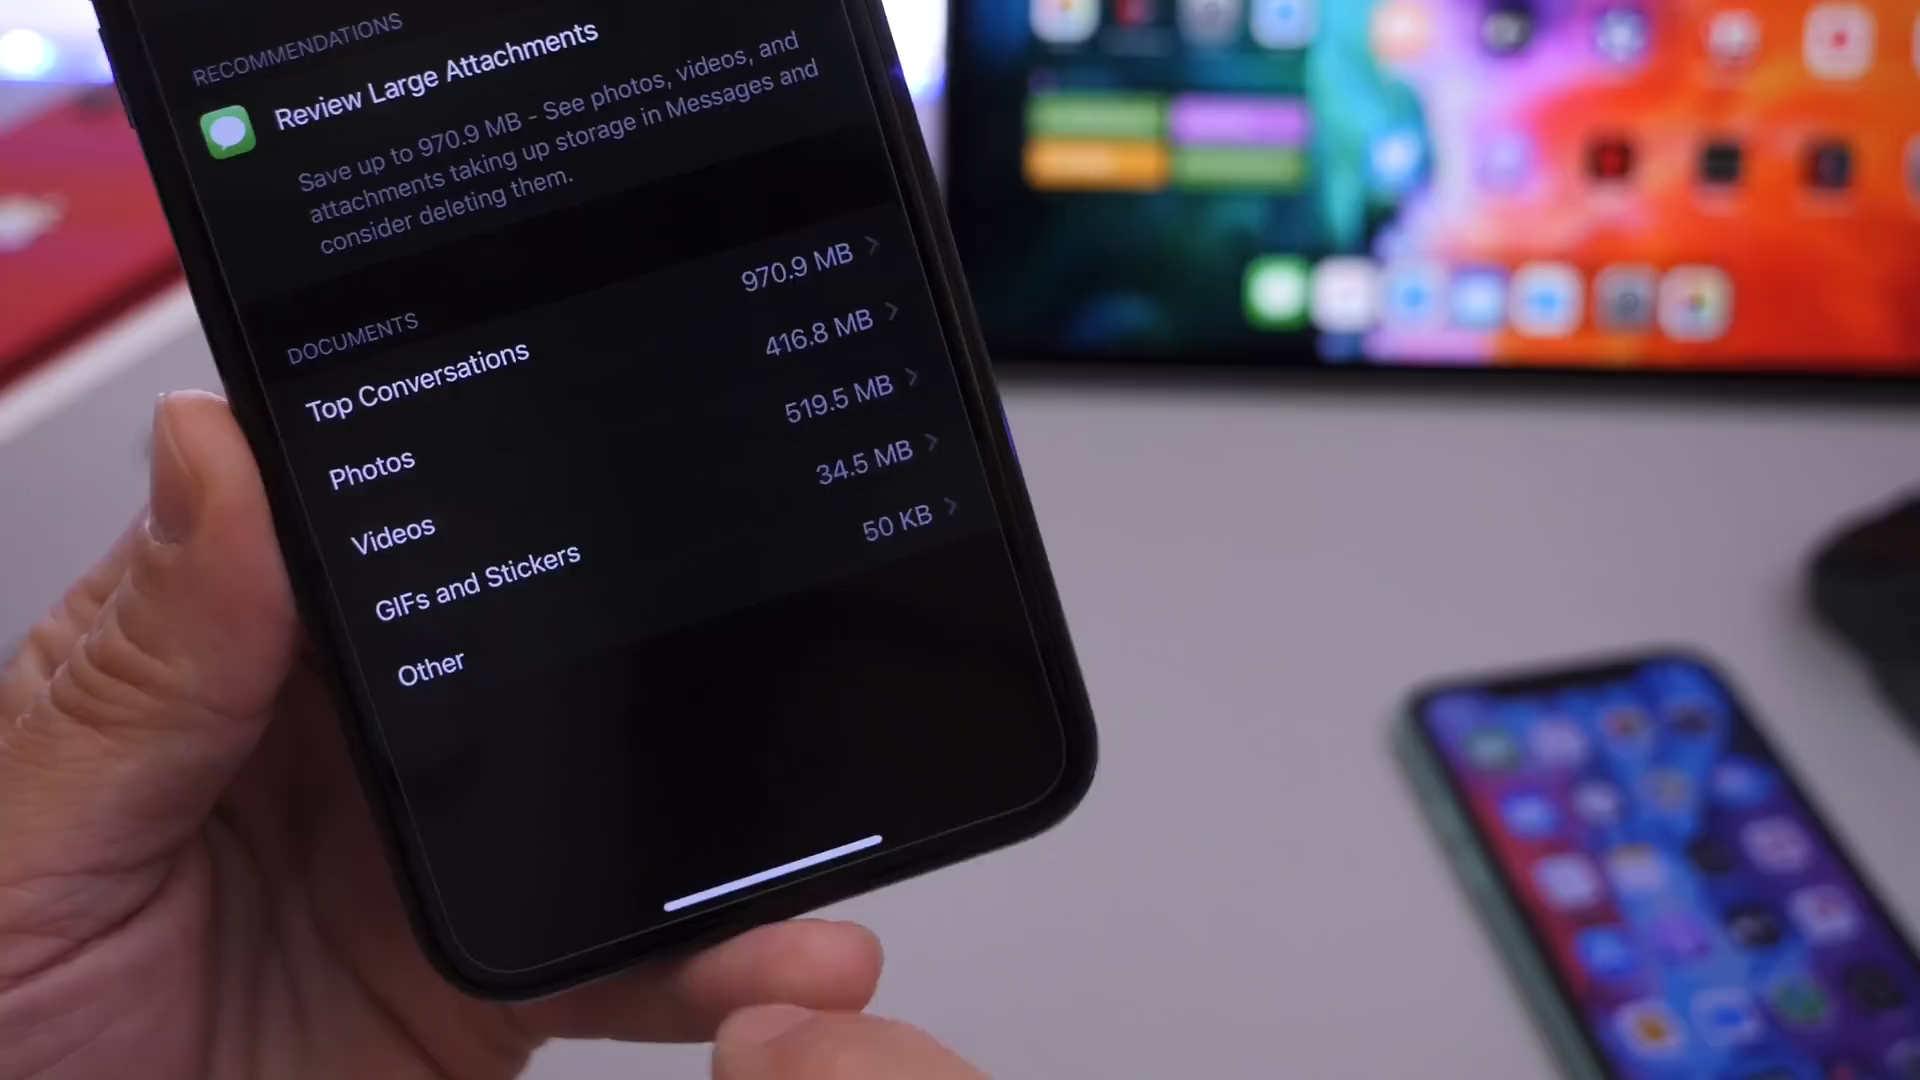 RECOMMENDATIONS
Review Large Attachments
Save up to 970.9 MB - See photos, videos, and
attachments taking up storage in Messages and
consider deleting them.
DOCUMENTS
Top Conversations 970.9 MB
Photos 416.8 MB
Videos 519.5 MB
GIFs and Stickers 34.5 MB
Other 50 KB